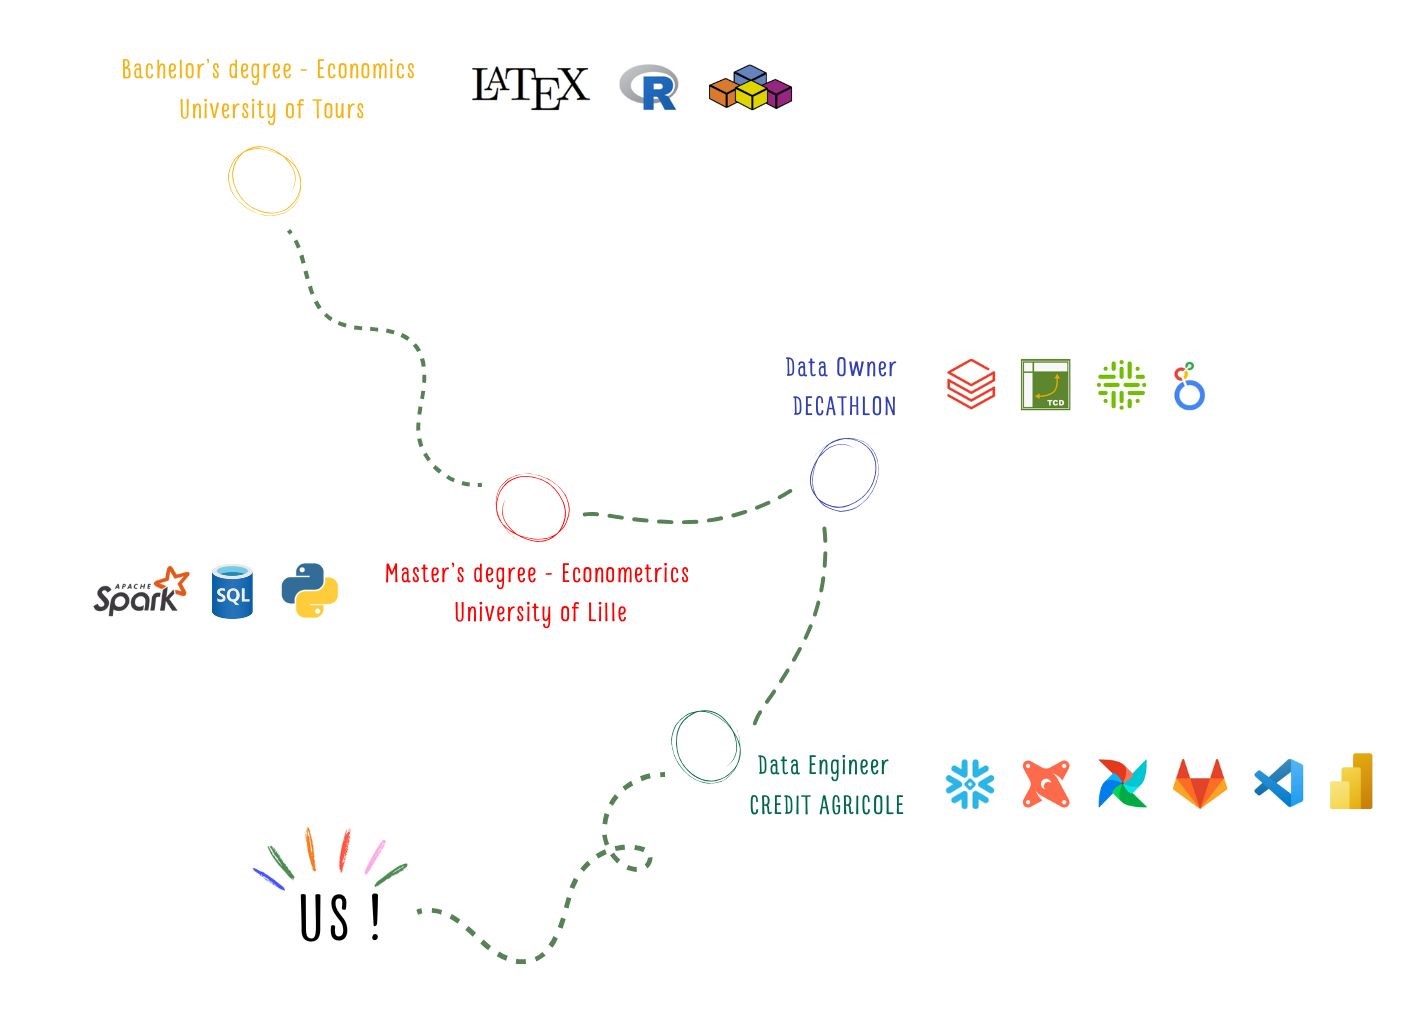 Bachelor's degree - Economics
University of Tours
LATEX
R
Data Owner
DECATHLON
TCD
APACHE
Spark
SQL
Master's degree - Econometrics
University of Lille
Data Engineer
CREDIT AGRICOLE
US !